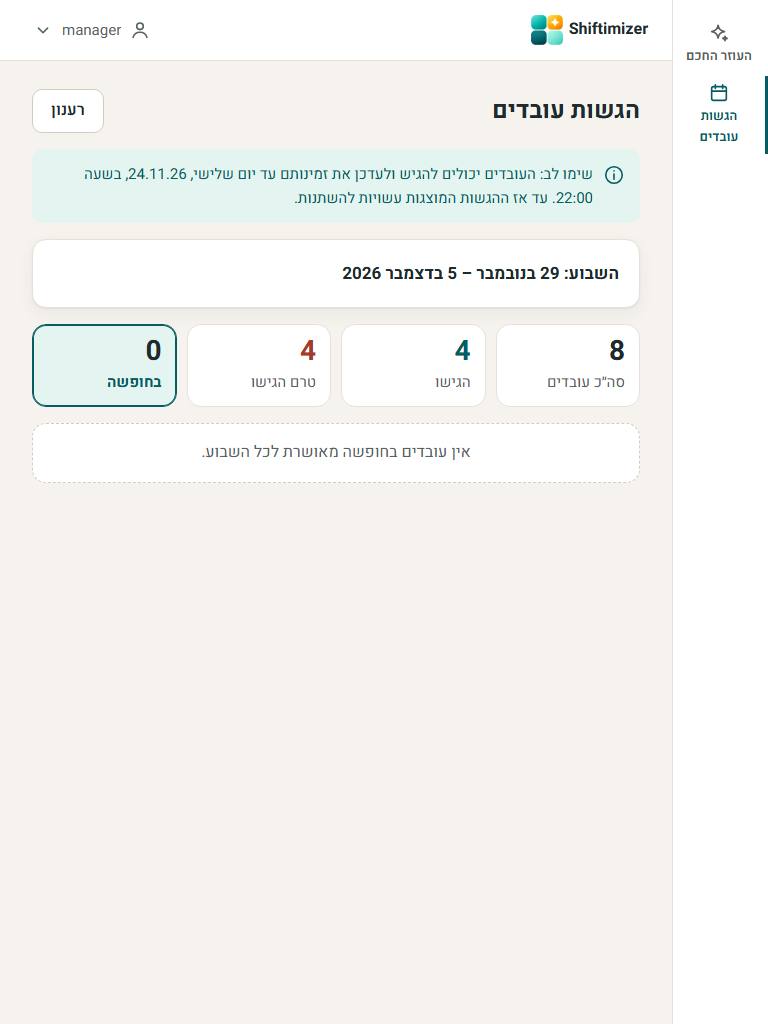 Shiftimizer
manager
העוזר החכם
הגשות
עובדים
הגשות עובדים
רענון
שימו לב: העובדים יכולים להגיש ולעדכן את זמינותם עד יום שלישי, 24.11.26, בשעה
22:00. עד אז ההגשות המוצגות עשויות להשתנות.
השבוע: 29 בנובמבר – 5 בדצמבר 2026
8
סה"כ עובדים
4
הגישו
4
טרם הגישו
0
בחופשה
אין עובדים בחופשה מאושרת לכל השבוע.